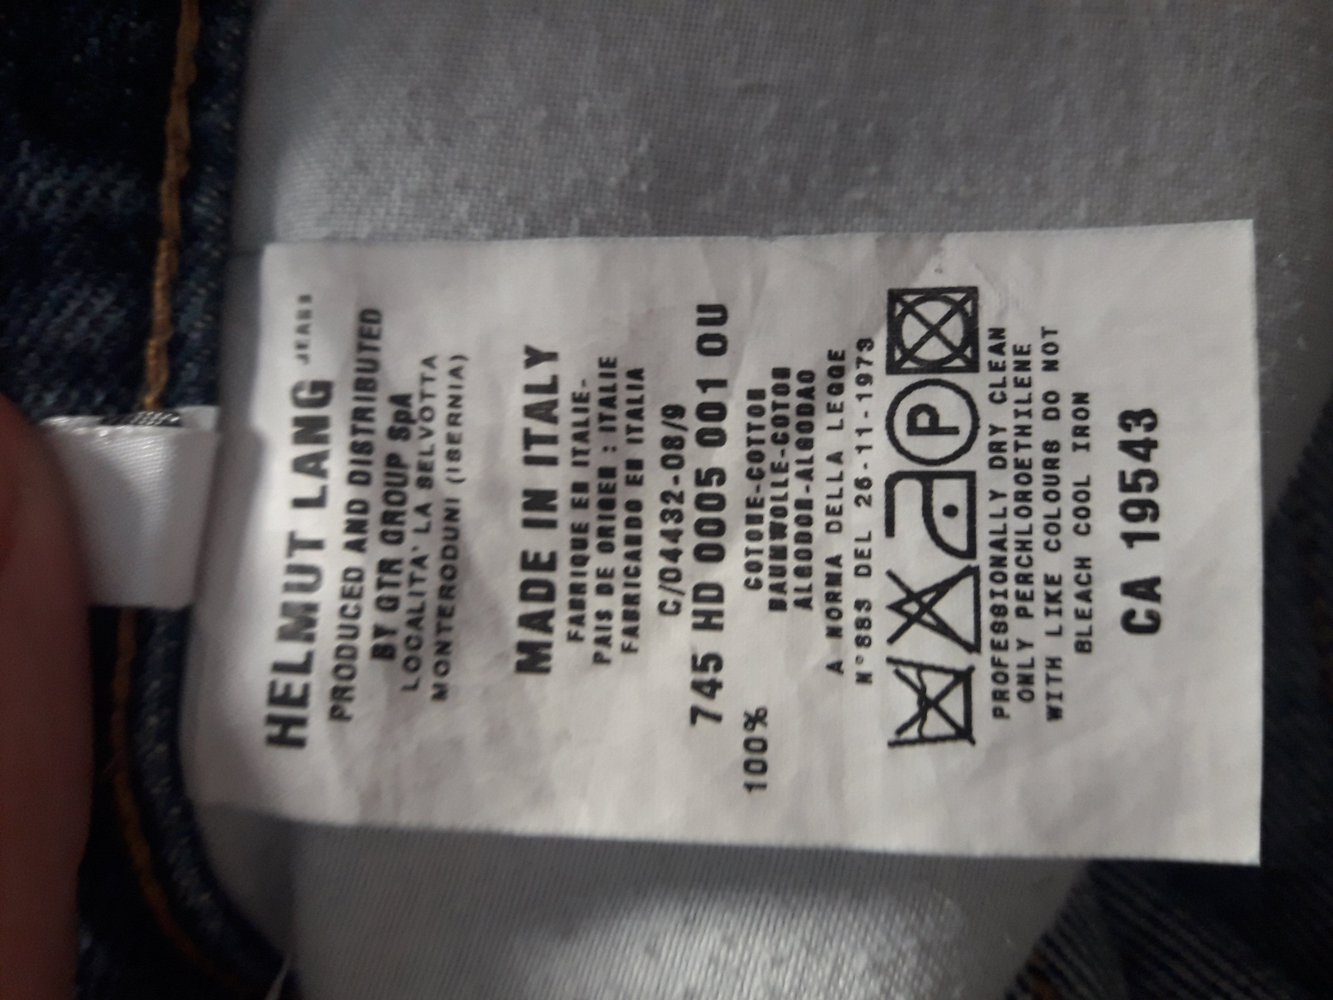 HELMUT LANG JEANS
PRODUCED AND DISTRIBUTED
BY GTR GROUP SpA
LOCALITA' LA SELVOTTA
MONTERODUNI (ISERNIA)
MADE IN ITALY
FABRIQUE EN ITALIE-
PAIS DE ORIGEN : ITALIE
FABRICANDO EN ITALIA
C/04432-08/9
745 HD 0005 001 OU
100% COTONE-COTTON
BAUMWOLLE-COTON
ALGODON-ALGODAO
A NORMA DELLA LEGGE
N°883 DEL 26-11-1973
P
PROFESSIONALLY DRY CLEAN
ONLY PERCHLOROETHILENE
WITH LIKE COLOURS DO NOT
BLEACH COOL IRON
CA 19543